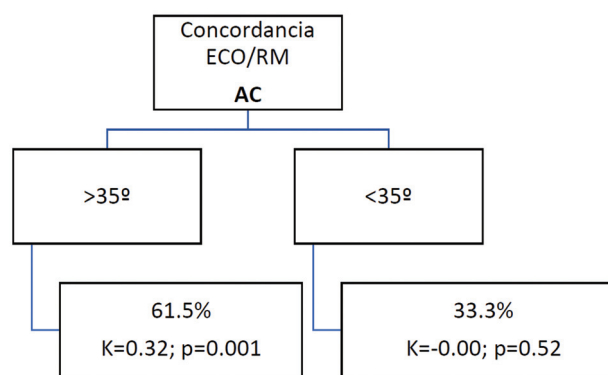 Concordancia
ECO/RM
AC
>35º
<35º
61.5%
K=0.32; p=0.001
33.3%
K=-0.00; p=0.52